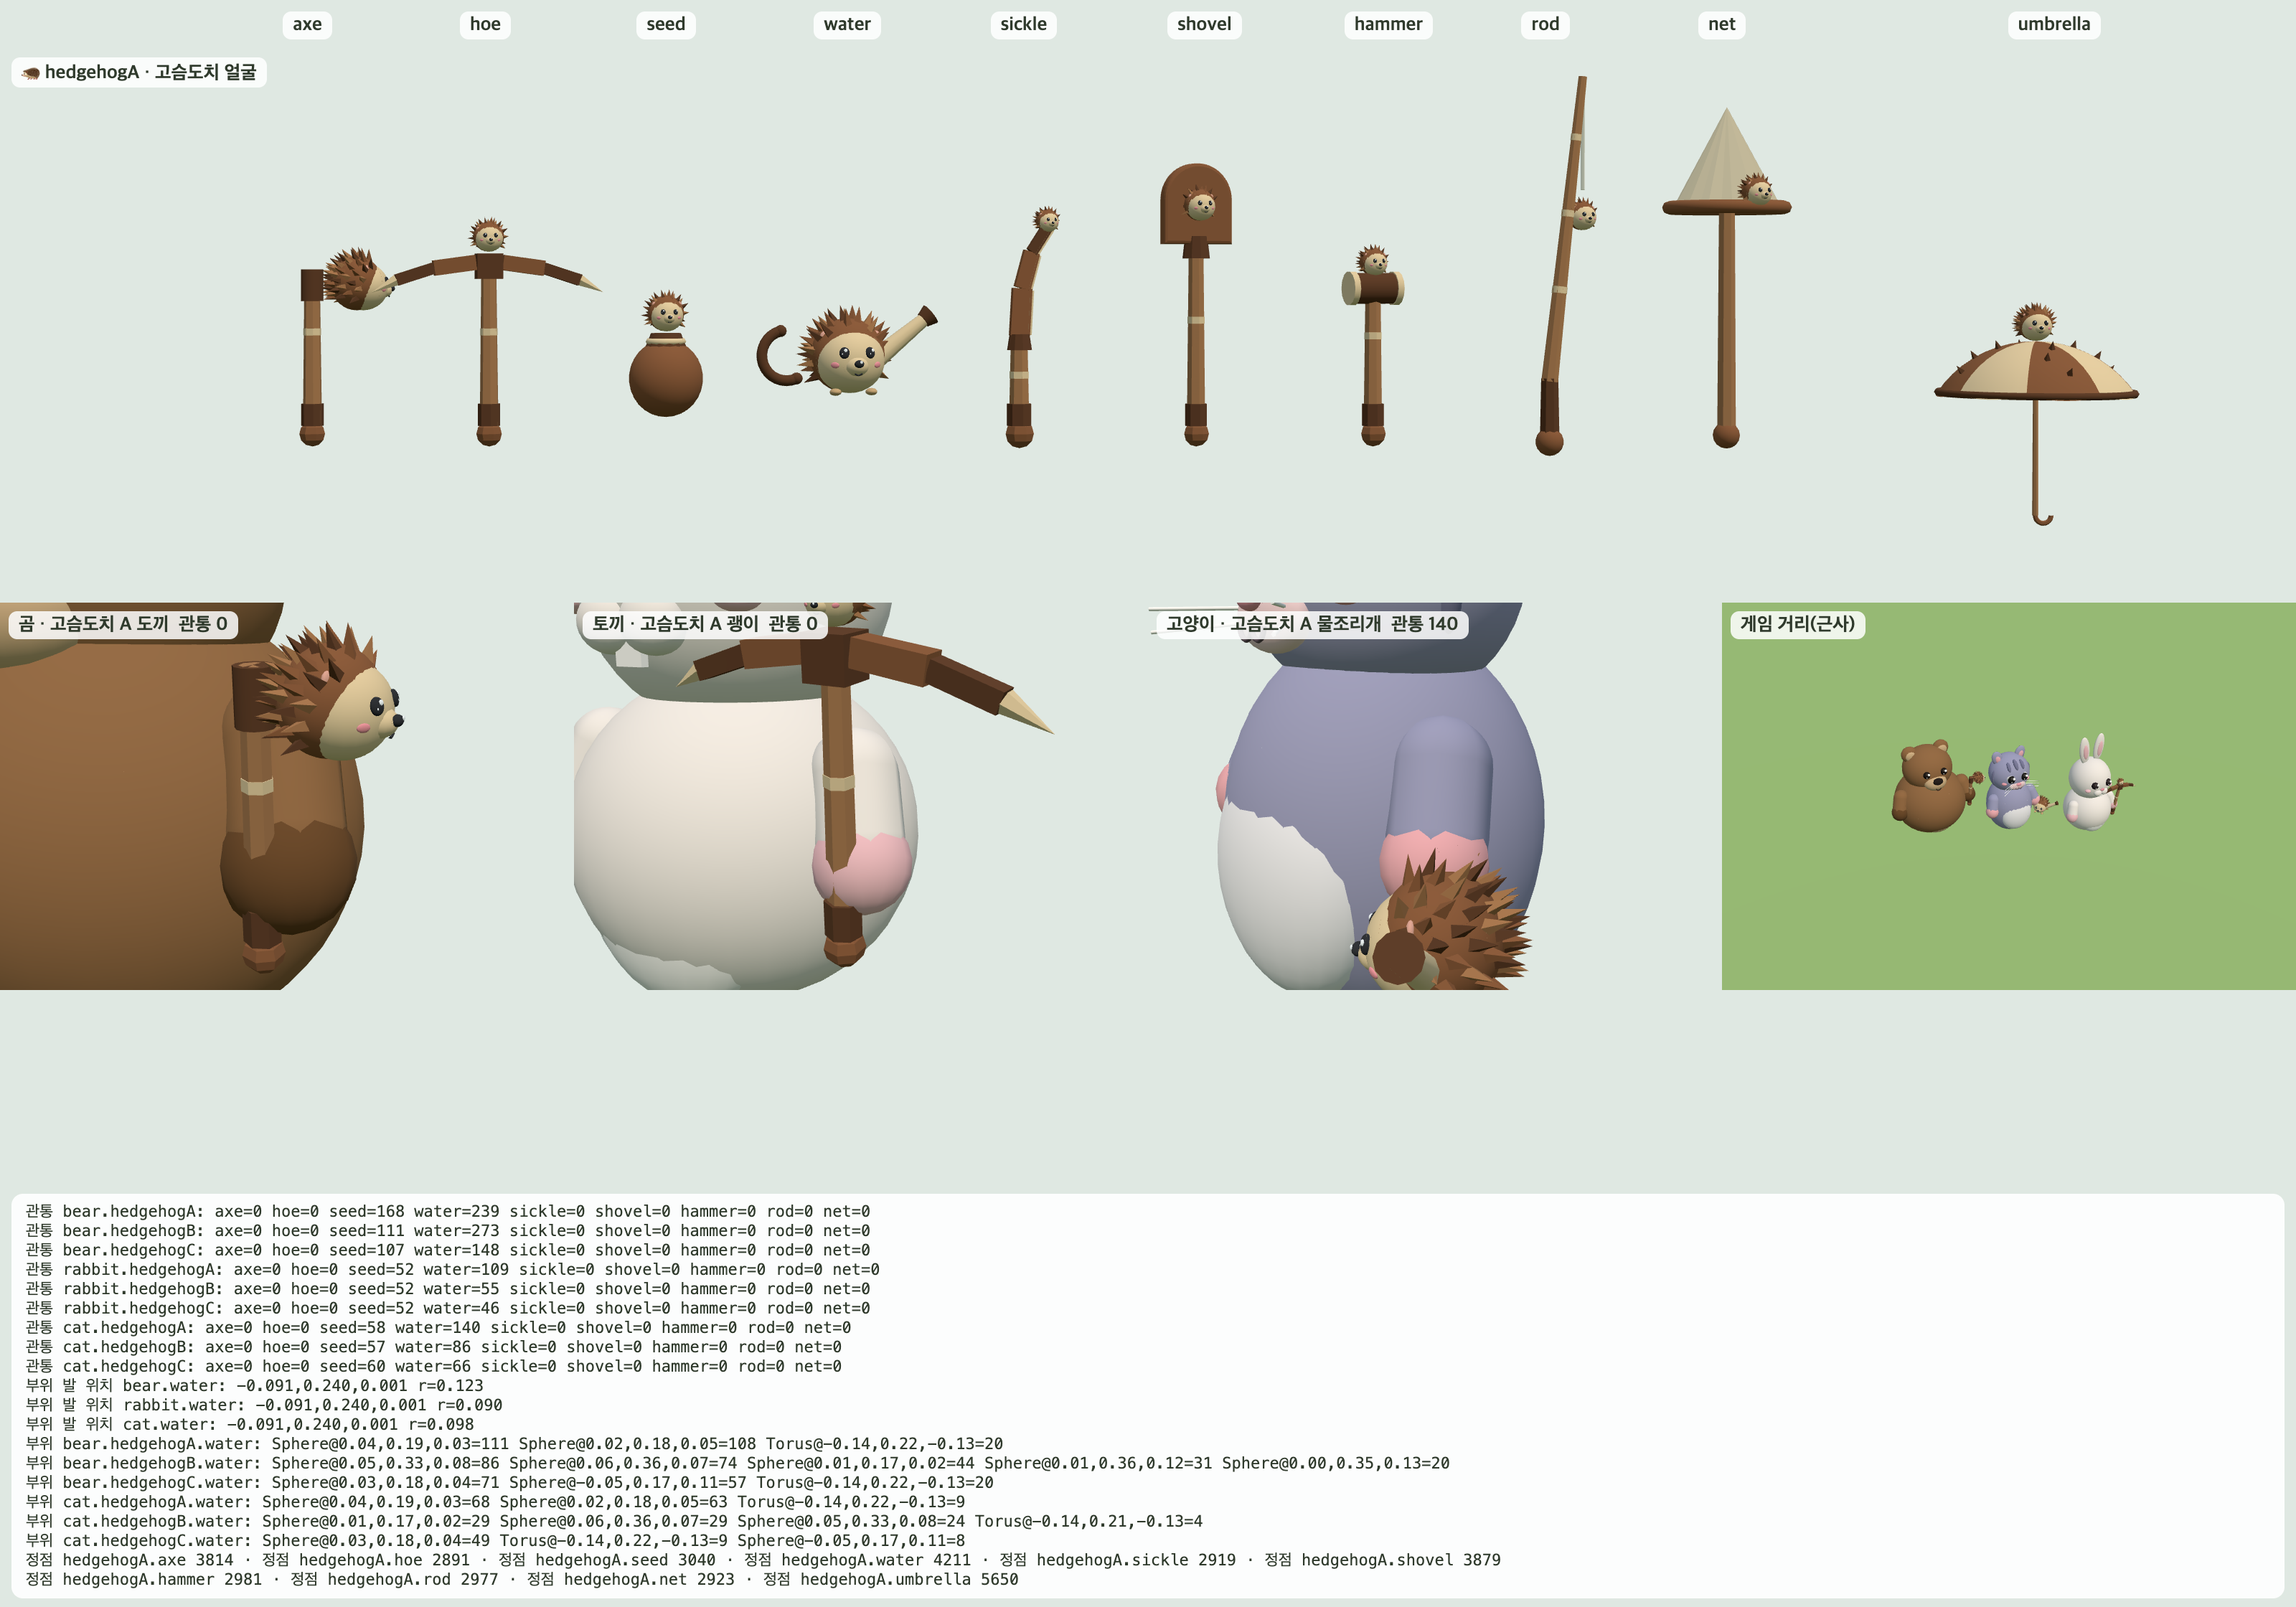 axe hoe seed water sickle shovel hammer rod net umbrella
hedgehogA · 고슴도치 얼굴
곰 · 고슴도치 A 도끼 관통 0
토끼 · 고슴도치 A 괭이 관통 0
고양이 · 고슴도치 A 물조리개 관통 140
게임 거리(근사)
관통 bear.hedgehogA: axe=0 hoe=0 seed=168 water=239 sickle=0 shovel=0 hammer=0 rod=0 net=0
관통 bear.hedgehogB: axe=0 hoe=0 seed=111 water=273 sickle=0 shovel=0 hammer=0 rod=0 net=0
관통 bear.hedgehogC: axe=0 hoe=0 seed=107 water=148 sickle=0 shovel=0 hammer=0 rod=0 net=0
관통 rabbit.hedgehogA: axe=0 hoe=0 seed=52 water=109 sickle=0 shovel=0 hammer=0 rod=0 net=0
관통 rabbit.hedgehogB: axe=0 hoe=0 seed=52 water=55 sickle=0 shovel=0 hammer=0 rod=0 net=0
관통 rabbit.hedgehogC: axe=0 hoe=0 seed=52 water=46 sickle=0 shovel=0 hammer=0 rod=0 net=0
관통 cat.hedgehogA: axe=0 hoe=0 seed=58 water=140 sickle=0 shovel=0 hammer=0 rod=0 net=0
관통 cat.hedgehogB: axe=0 hoe=0 seed=57 water=86 sickle=0 shovel=0 hammer=0 rod=0 net=0
관통 cat.hedgehogC: axe=0 hoe=0 seed=60 water=66 sickle=0 shovel=0 hammer=0 rod=0 net=0
부위 발 위치 bear.water: -0.091,0.240,0.001 r=0.123
부위 발 위치 rabbit.water: -0.091,0.240,0.001 r=0.090
부위 발 위치 cat.water: -0.091,0.240,0.001 r=0.098
부위 bear.hedgehogA.water: Sphere@0.04,0.19,0.03=111 Sphere@0.02,0.18,0.05=108 Torus@-0.14,0.22,-0.13=20
부위 bear.hedgehogB.water: Sphere@0.05,0.33,0.08=86 Sphere@0.06,0.36,0.07=74 Sphere@0.01,0.17,0.02=44 Sphere@0.01,0.36,0.12=31 Sphere@0.00,0.35,0.13=20
부위 bear.hedgehogC.water: Sphere@0.03,0.18,0.04=71 Sphere@-0.05,0.17,0.11=57 Torus@-0.14,0.22,-0.13=20
부위 cat.hedgehogA.water: Sphere@0.04,0.19,0.03=68 Sphere@0.02,0.18,0.05=63 Torus@-0.14,0.22,-0.13=9
부위 cat.hedgehogB.water: Sphere@0.01,0.17,0.02=29 Sphere@0.06,0.36,0.07=29 Sphere@0.05,0.33,0.08=24 Torus@-0.14,0.21,-0.13=4
부위 cat.hedgehogC.water: Sphere@0.03,0.18,0.04=49 Torus@-0.14,0.22,-0.13=9 Sphere@-0.05,0.17,0.11=8
정점 hedgehogA.axe 3814 · 정점 hedgehogA.hoe 2891 · 정점 hedgehogA.seed 3040 · 정점 hedgehogA.water 4211 · 정점 hedgehogA.sickle 2919 · 정점 hedgehogA.shovel 3879
정점 hedgehogA.hammer 2981 · 정점 hedgehogA.rod 2977 · 정점 hedgehogA.net 2923 · 정점 hedgehogA.umbrella 5650